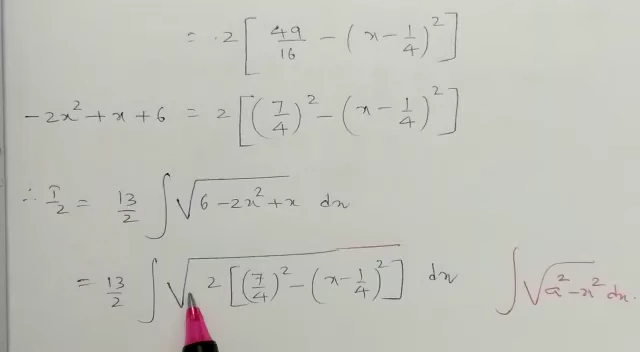 = 2 [ 49/16 - (x - 1/4)² ]
-2x² + x + 6 = 2 [ (7/4)² - (x - 1/4)² ]
∴ I/2 = 13/2 ∫ √(6 - 2x² + x) dx
= 13/2 ∫ √(2 [ (7/4)² - (x - 1/4)² ]) dx ∫ √(a² - x²) dx.